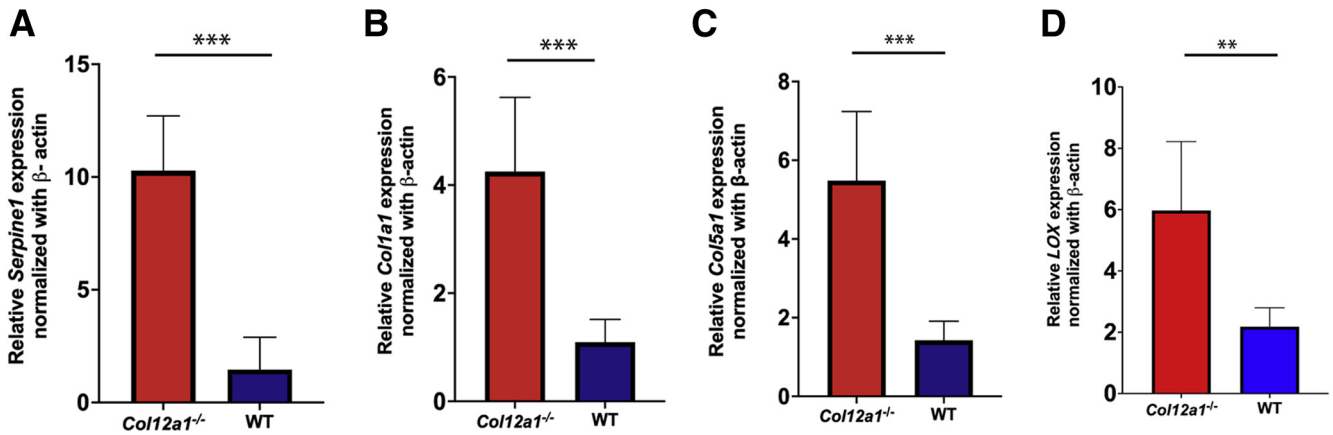 A
***
Relative Serpine1 expression
normalized with β- actin
15
10
5
0
Col12a1-/-
WT
B
***
Relative Col1a1 expression
normalized with β-actin
6
4
2
0
Col12a1-/-
WT
C
***
Relative Col5a1 expression
normalized with β-actin
8
6
4
2
0
Col12a1-/-
WT
D
**
Relative LOX expression
normalized with β-actin
10
8
6
4
2
0
Col12a1-/-
WT